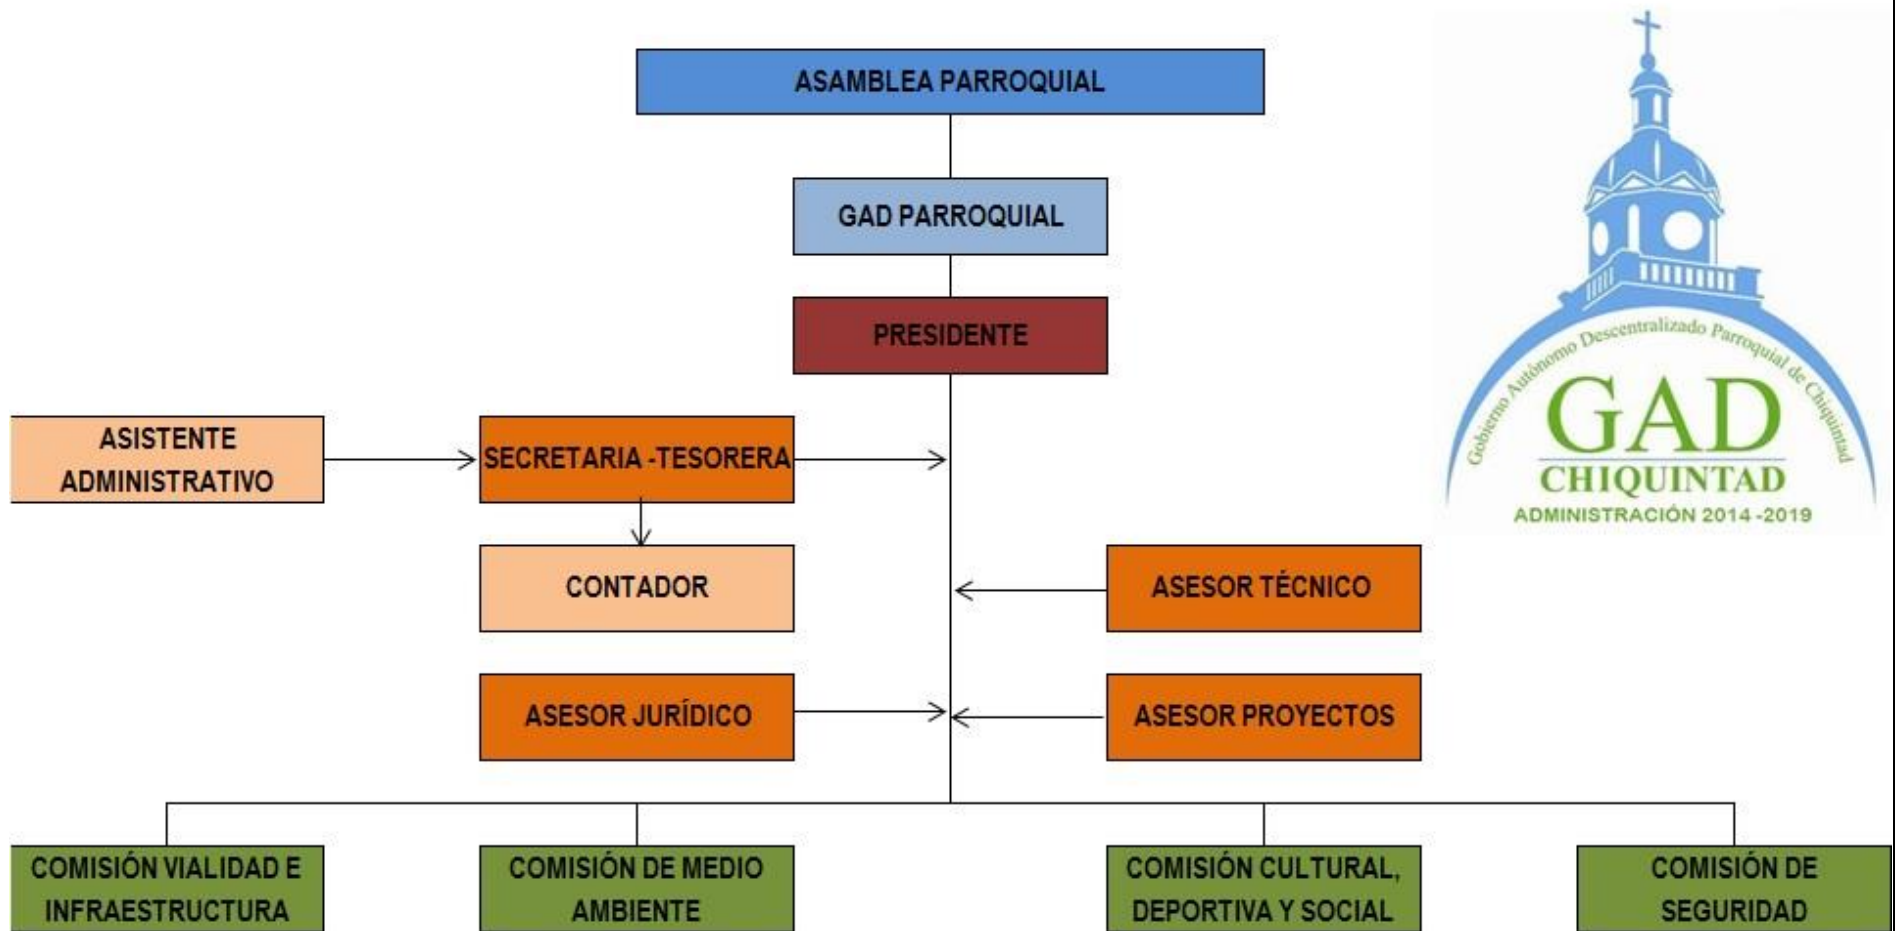 ASAMBLEA PARROQUIAL
GAD PARROQUIAL
PRESIDENTE
Gobierno Autónomo Descentralizado Parroquial de Chiquintad
GAD
CHIQUINTAD
ADMINISTRACIÓN 2014 -2019
ASISTENTE
ADMINISTRATIVO
SECRETARIA -TESORERA
CONTADOR
ASESOR TÉCNICO
ASESOR JURÍDICO
ASESOR PROYECTOS
COMISIÓN VIALIDAD E
INFRAESTRUCTURA
COMISIÓN DE MEDIO
AMBIENTE
COMISIÓN CULTURAL,
DEPORTIVA Y SOCIAL
COMISIÓN DE
SEGURIDAD